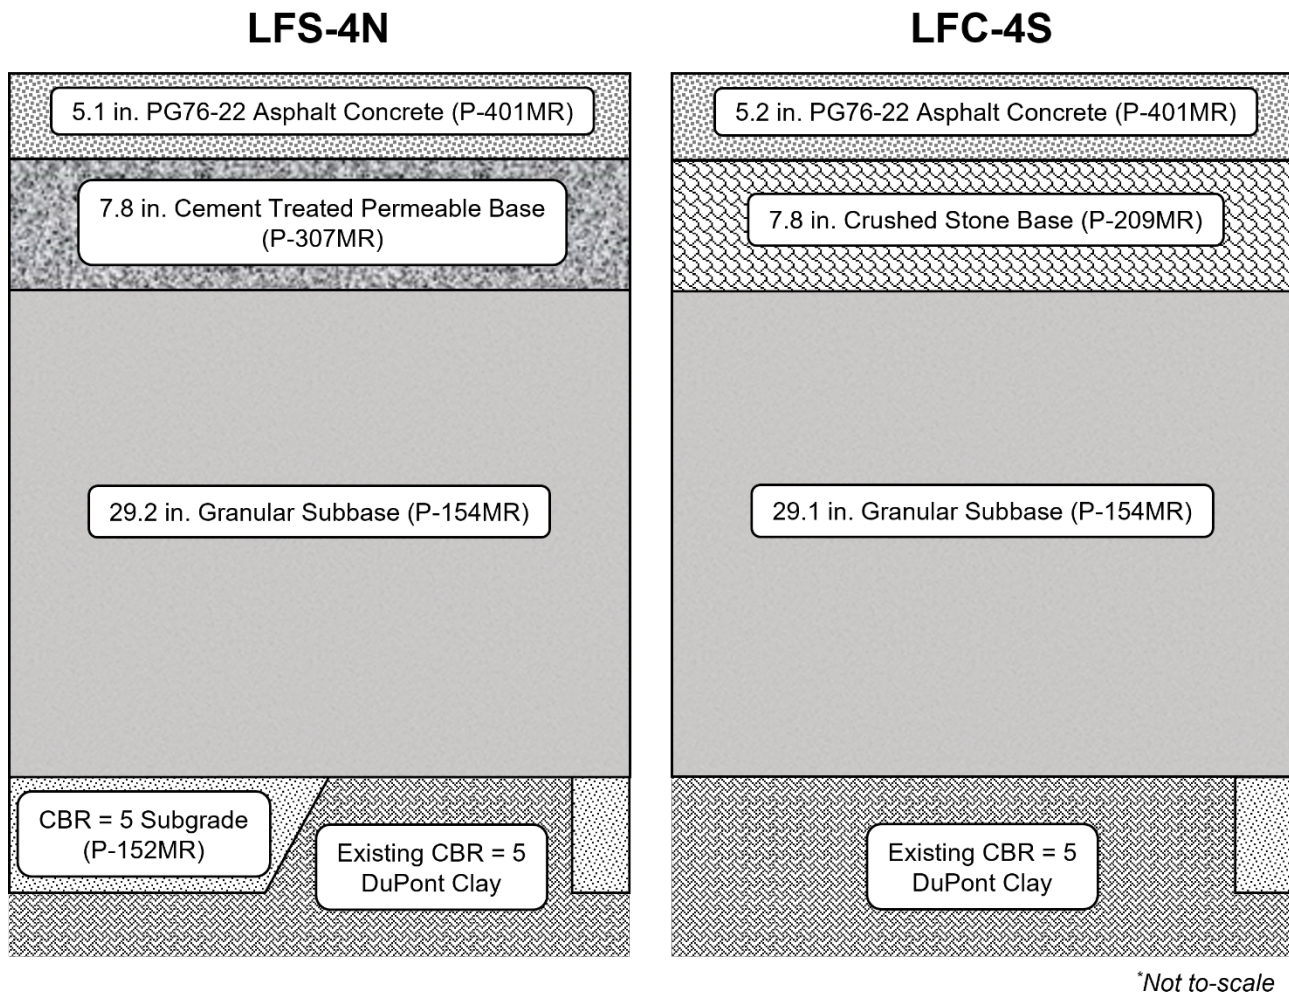 LFS-4N
LFC-4S
5.1 in. PG76-22 Asphalt Concrete (P-401MR)
5.2 in. PG76-22 Asphalt Concrete (P-401MR)
7.8 in. Cement Treated Permeable Base
(P-307MR)
7.8 in. Crushed Stone Base (P-209MR)
29.2 in. Granular Subbase (P-154MR)
29.1 in. Granular Subbase (P-154MR)
CBR = 5 Subgrade
(P-152MR)
Existing CBR = 5
DuPont Clay
Existing CBR = 5
DuPont Clay
*Not to-scale